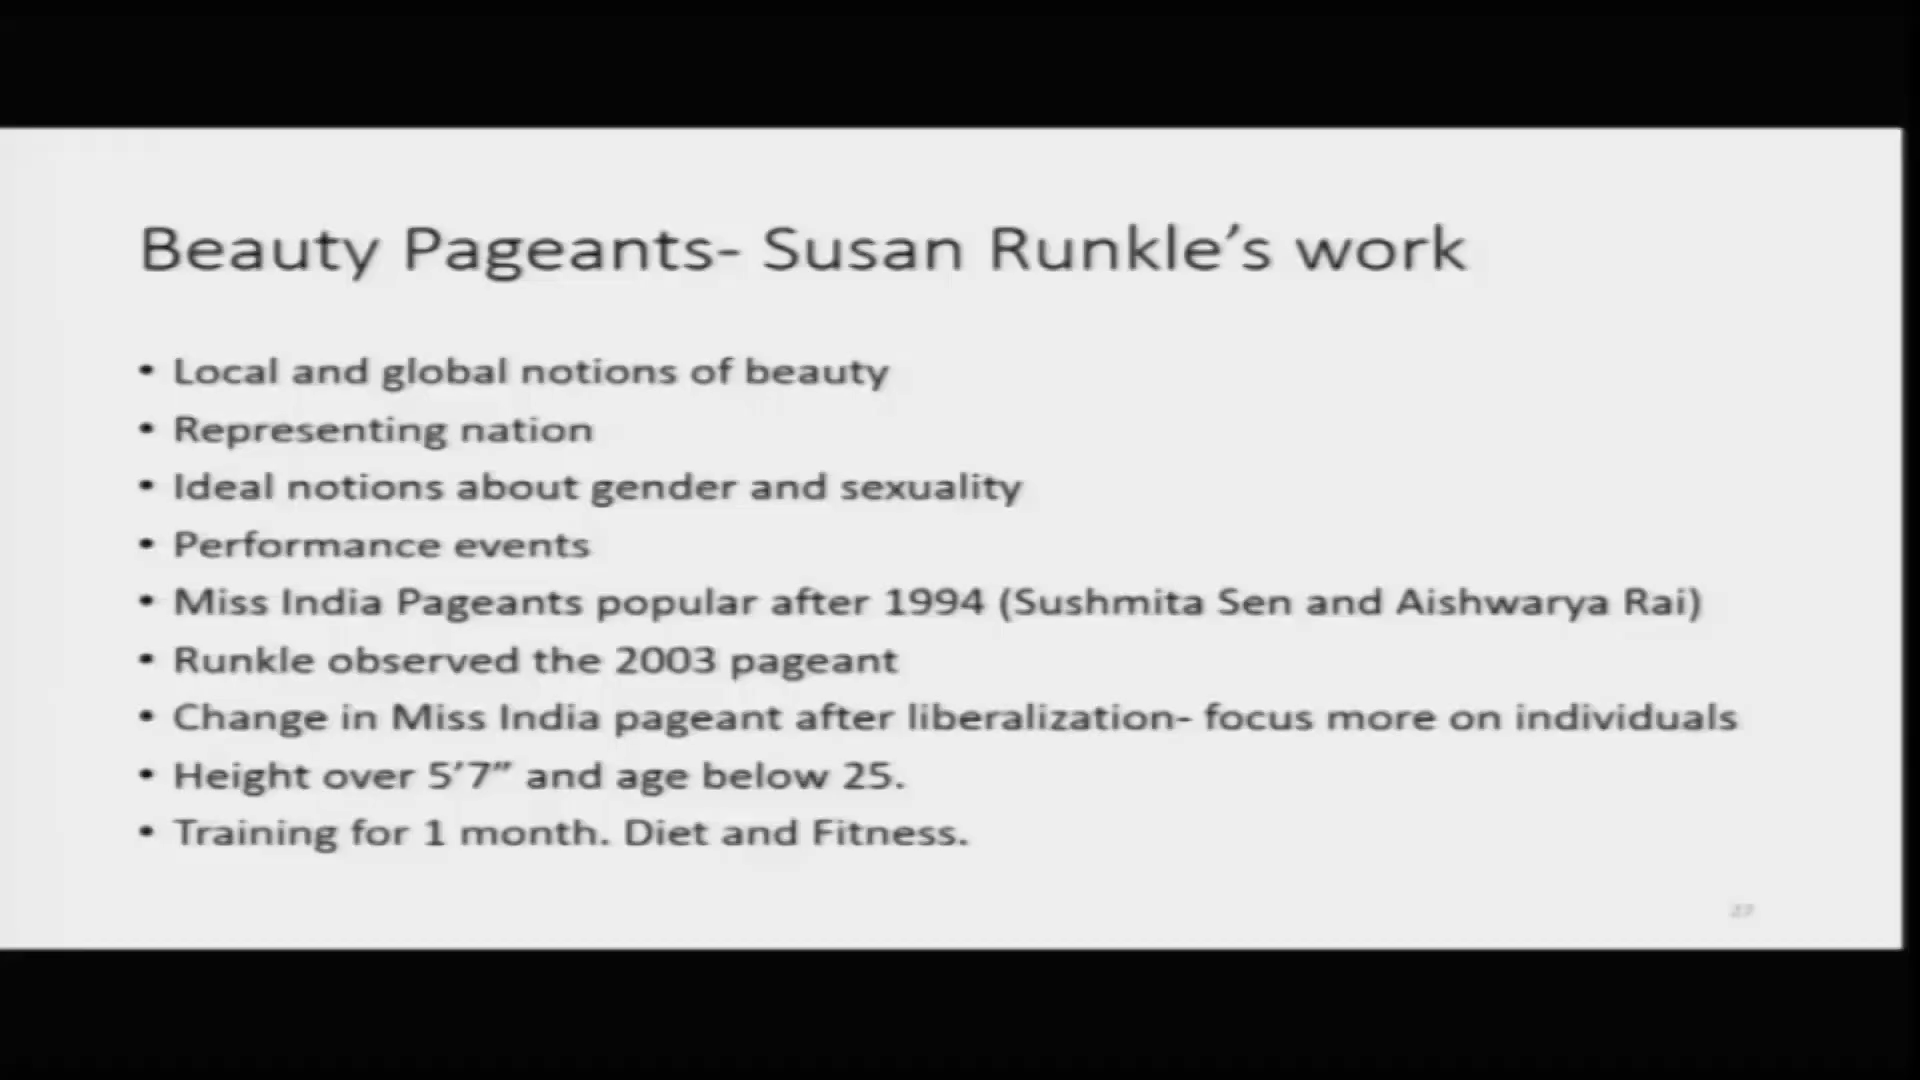 Beauty Pageants- Susan Runkle’s work
• Local and global notions of beauty
• Representing nation
• Ideal notions about gender and sexuality
• Performance events
• Miss India Pageants popular after 1994 (Sushmita Sen and Aishwarya Rai)
• Runkle observed the 2003 pageant
• Change in Miss India pageant after liberalization- focus more on individuals
• Height over 5’7” and age below 25.
• Training for 1 month. Diet and Fitness.
27